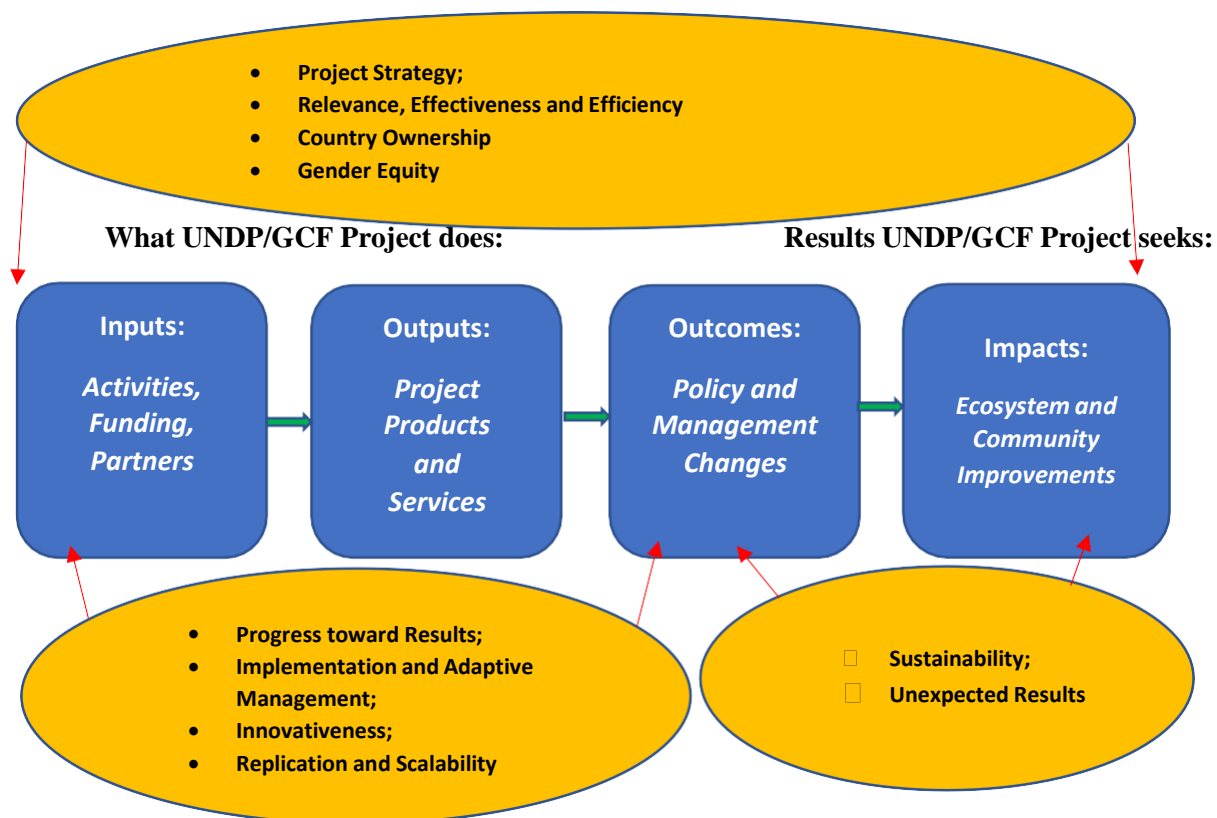 • Project Strategy;
• Relevance, Effectiveness and Efficiency
• Country Ownership
• Gender Equity
What UNDP/GCF Project does:
Results UNDP/GCF Project seeks:
Inputs:
Activities,
Funding,
Partners
Outputs:
Project
Products
and
Services
Outcomes:
Policy and
Management
Changes
Impacts:
Ecosystem and
Community
Improvements
• Progress toward Results;
• Implementation and Adaptive
Management;
• Innovativeness;
• Replication and Scalability
Sustainability;
Unexpected Results